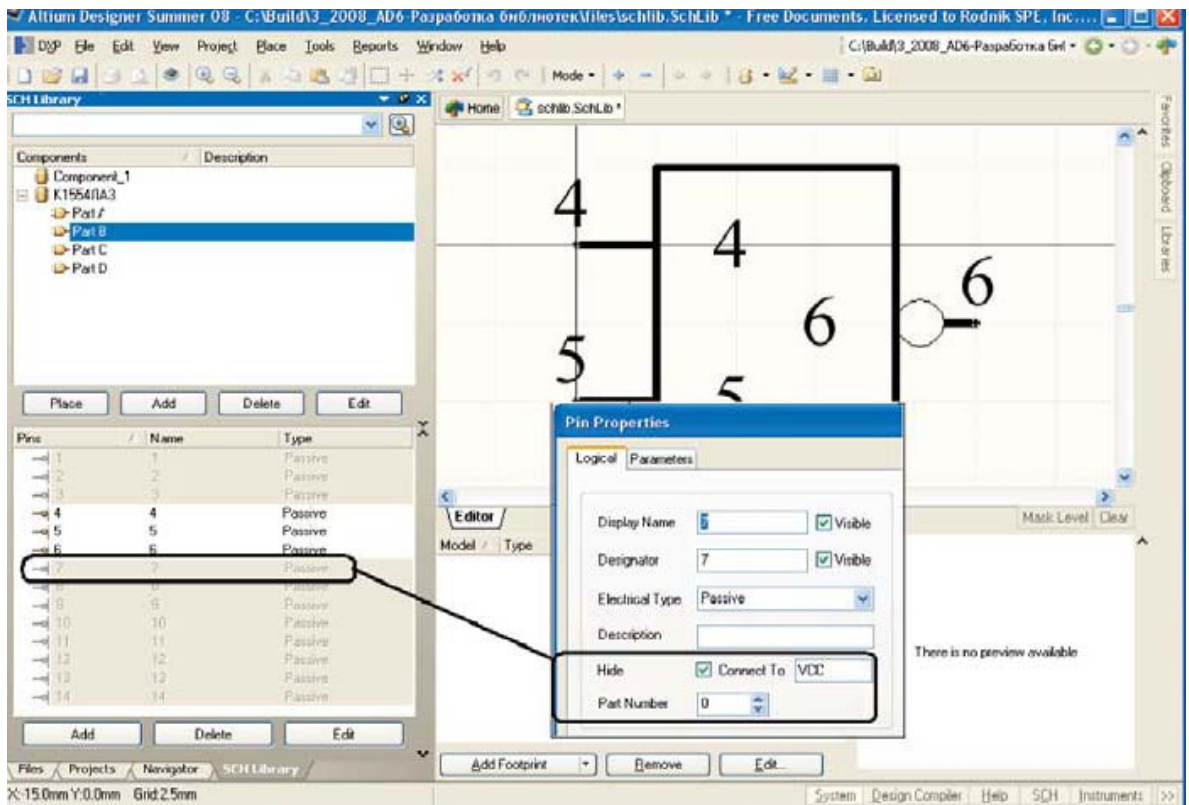 Altium Designer Summer 08 - C:\Build\3_2008_AD6-Разработка библиотек\files\schlib.SchLib * - Free Documents. Licensed to Rodnik SPE, Inc....
DXP File Edit View Project Place Tools Reports Window Help C:\Build\3_2008_AD6-Разработка биl
Mode
SCH Library
Home schlib.SchLib *
Favorites
Clipboard
Libraries
Components / Description
Component_1
К1554ЛА3
Part A
Part B
Part C
Part D
4
4
6
6
5
5
Place Add Delete Edit
Pins / Name Type
1 1 Passive
2 2 Passive
3 3 Passive
4 4 Passive
5 5 Passive
6 6 Passive
7 7 Passive
8 8 Passive
9 9 Passive
10 10 Passive
11 11 Passive
12 12 Passive
13 13 Passive
14 14 Passive
Add Delete Edit
Files Projects Navigator SCH Library
Editor Mask Level Clear
Model / Type
There is no preview available
Pin Properties
Logical Parameters
Display Name 7 Visible
Designator 7 Visible
Electrical Type Passive
Description
Hide Connect To VCC
Part Number 0
Add Footprint Remove Edit...
X:-15.0mm Y:0.0mm Grid:2.5mm System Design Compiler Help SCH Instruments >>